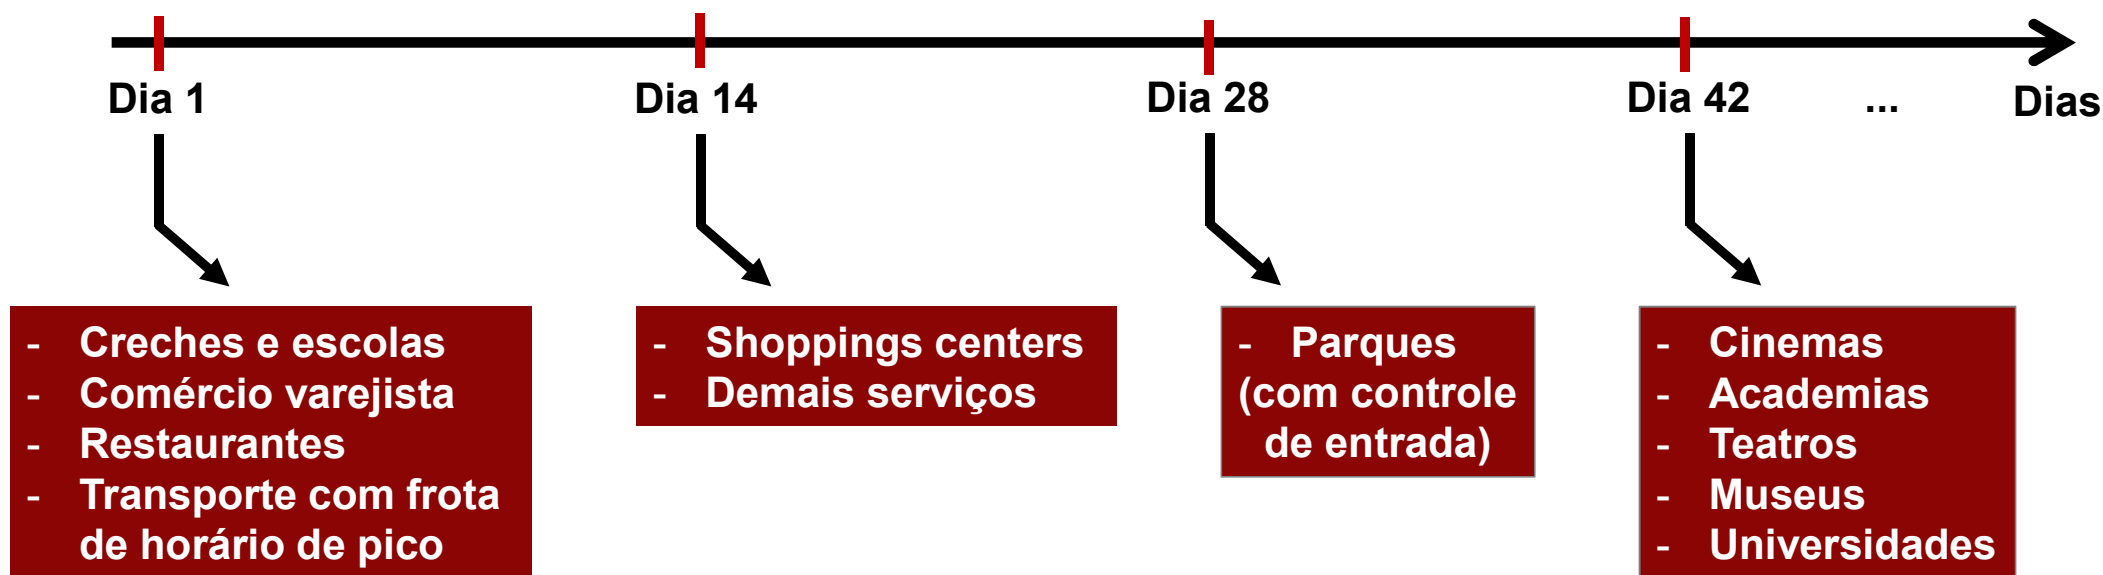 Dia 1
Dia 14
Dia 28
Dia 42
...
Dias
- Creches e escolas
- Comércio varejista
- Restaurantes
- Transporte com frota
de horário de pico
- Shoppings centers
- Demais serviços
- Parques
(com controle
de entrada)
- Cinemas
- Academias
- Teatros
- Museus
- Universidades